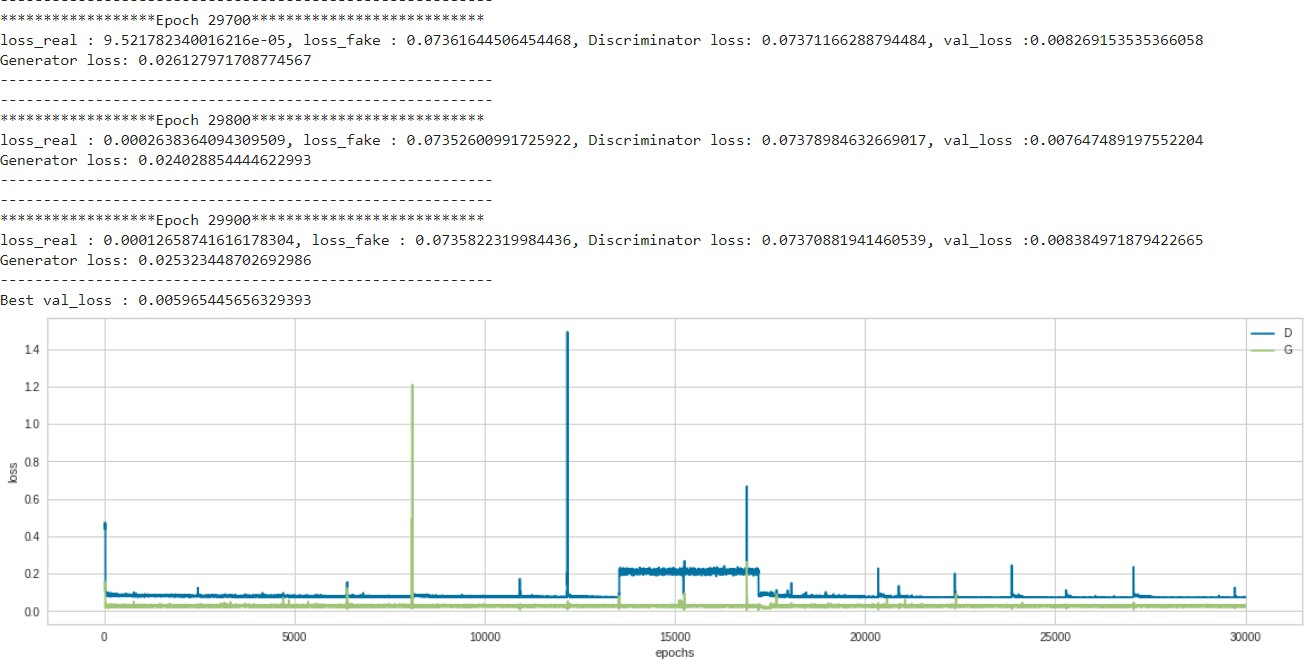 ------------------------------------------------------------
******************Epoch 29700***************************
loss_real : 9.521782340016216e-05, loss_fake : 0.07361644506454468, Discriminator loss: 0.07371166288794484, val_loss :0.008269153535366058
Generator loss: 0.026127971708774567
---------------------------------------------------------
---------------------------------------------------------
******************Epoch 29800***************************
loss_real : 0.0002638364094309509, loss_fake : 0.07352600991725922, Discriminator loss: 0.07378984632669017, val_loss :0.007647489197552204
Generator loss: 0.024028854444622993
---------------------------------------------------------
---------------------------------------------------------
******************Epoch 29900***************************
loss_real : 0.00012658741616178304, loss_fake : 0.0735822319984436, Discriminator loss: 0.07370881941460539, val_loss :0.008384971879422665
Generator loss: 0.025323448702692986
---------------------------------------------------------
Best val_loss : 0.005965445656329393
D
G
1.4
1.2
1.0
0.8
0.6
0.4
0.2
0.0
loss
0 5000 10000 15000 20000 25000 30000
epochs